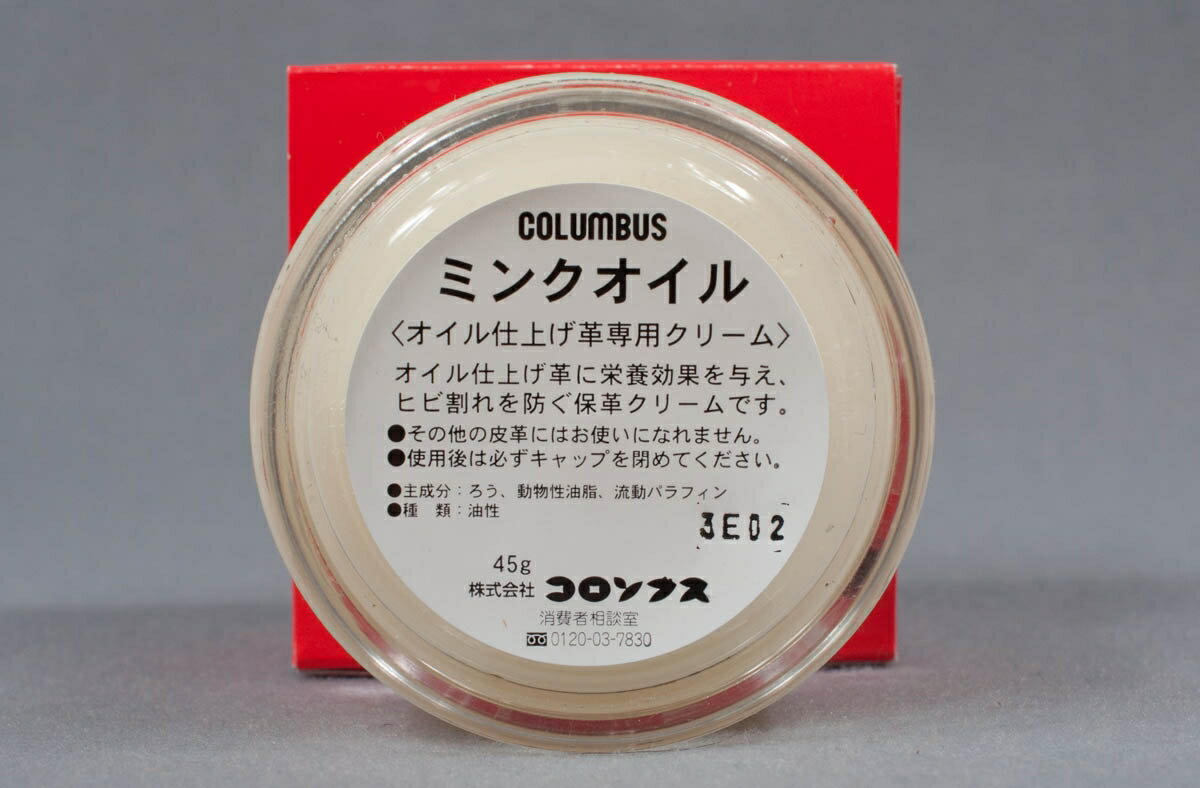 COLUMBUS
ミンクオイル
〈オイル仕上げ革専用クリーム〉
オイル仕上げ革に栄養効果を与え、
ヒビ割れを防ぐ保革クリームです。
●その他の皮革にはお使いになれません。
●使用後は必ずキャップを閉めてください。
●主成分：ろう、動物性油脂、流動パラフィン
●種　類：油性
3E02
45g
株式会社 コロンブス
消費者相談室
0120-03-7830